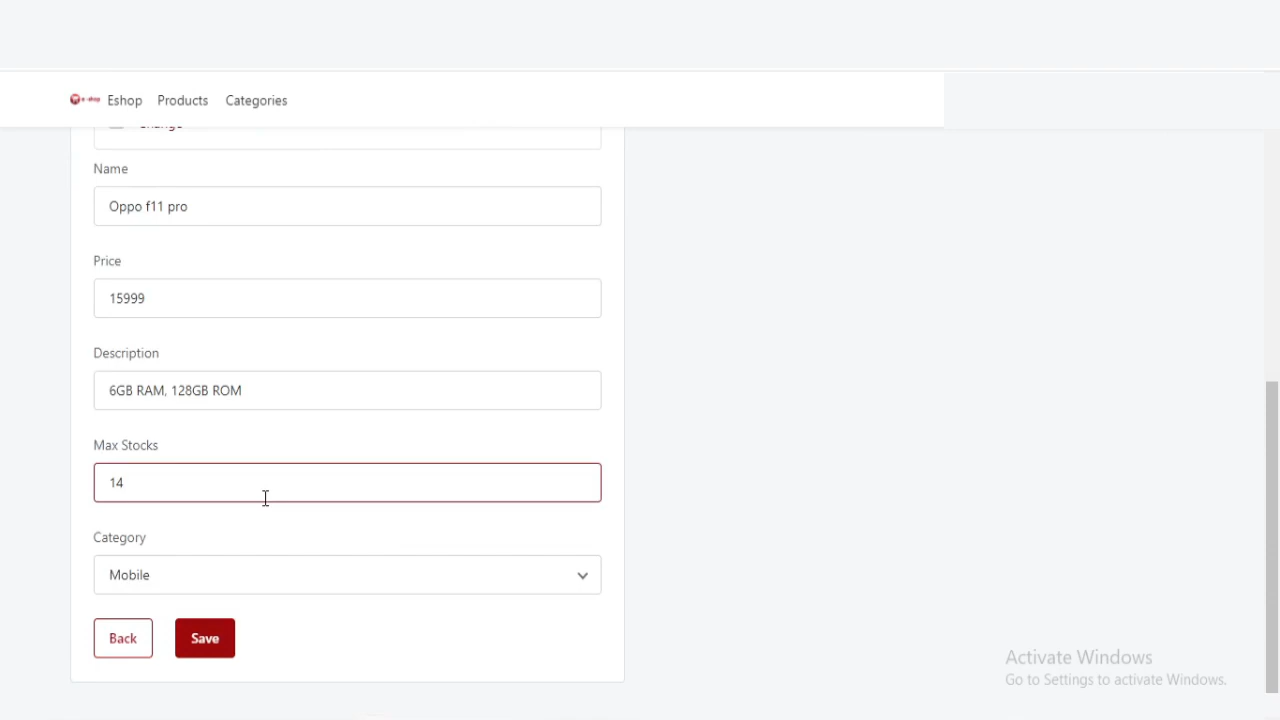 Eshop Products Categories
Change
Name
Oppo f11 pro
Price
15999
Description
6GB RAM, 128GB ROM
Max Stocks
14
Category
Mobile
Back Save
Activate Windows
Go to Settings to activate Windows.